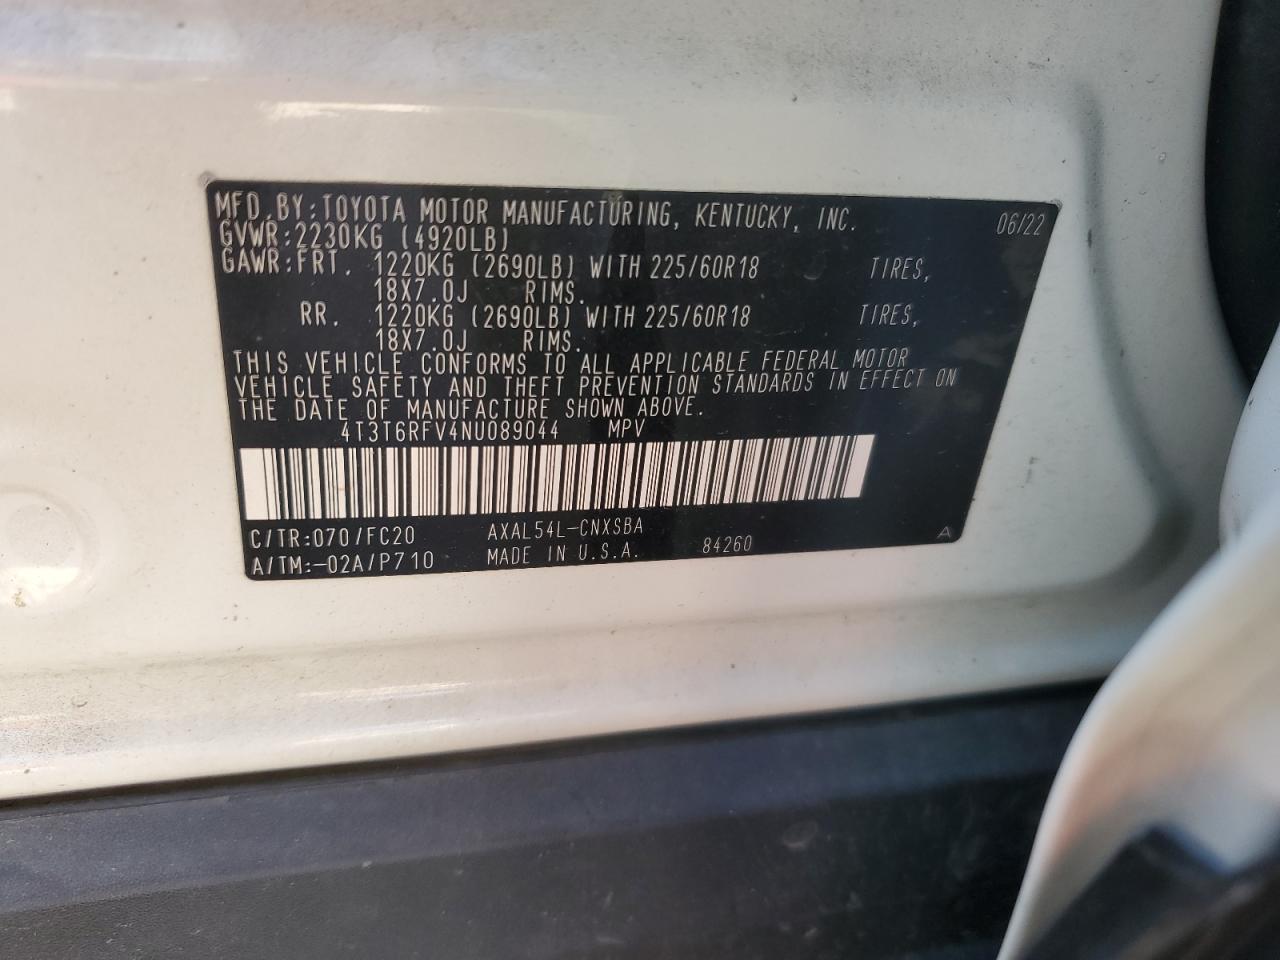 MFD.BY:TOYOTA MOTOR MANUFACTURING, KENTUCKY, INC. 06/22
GVWR:2230KG (4920LB)
GAWR:FRT. 1220KG (2690LB) WITH 225/60R18 TIRES,
18X7.0J RIMS.
RR. 1220KG (2690LB) WITH 225/60R18 TIRES,
18X7.0J RIMS.
THIS VEHICLE CONFORMS TO ALL APPLICABLE FEDERAL MOTOR
VEHICLE SAFETY AND THEFT PREVENTION STANDARDS IN EFFECT ON
THE DATE OF MANUFACTURE SHOWN ABOVE.
4T3T6RFV4NU089044 MPV
C/TR:070/FC20 AXAL54L-CNXSBA
A/TM:-02A/P710 MADE IN U.S.A. 84260 A